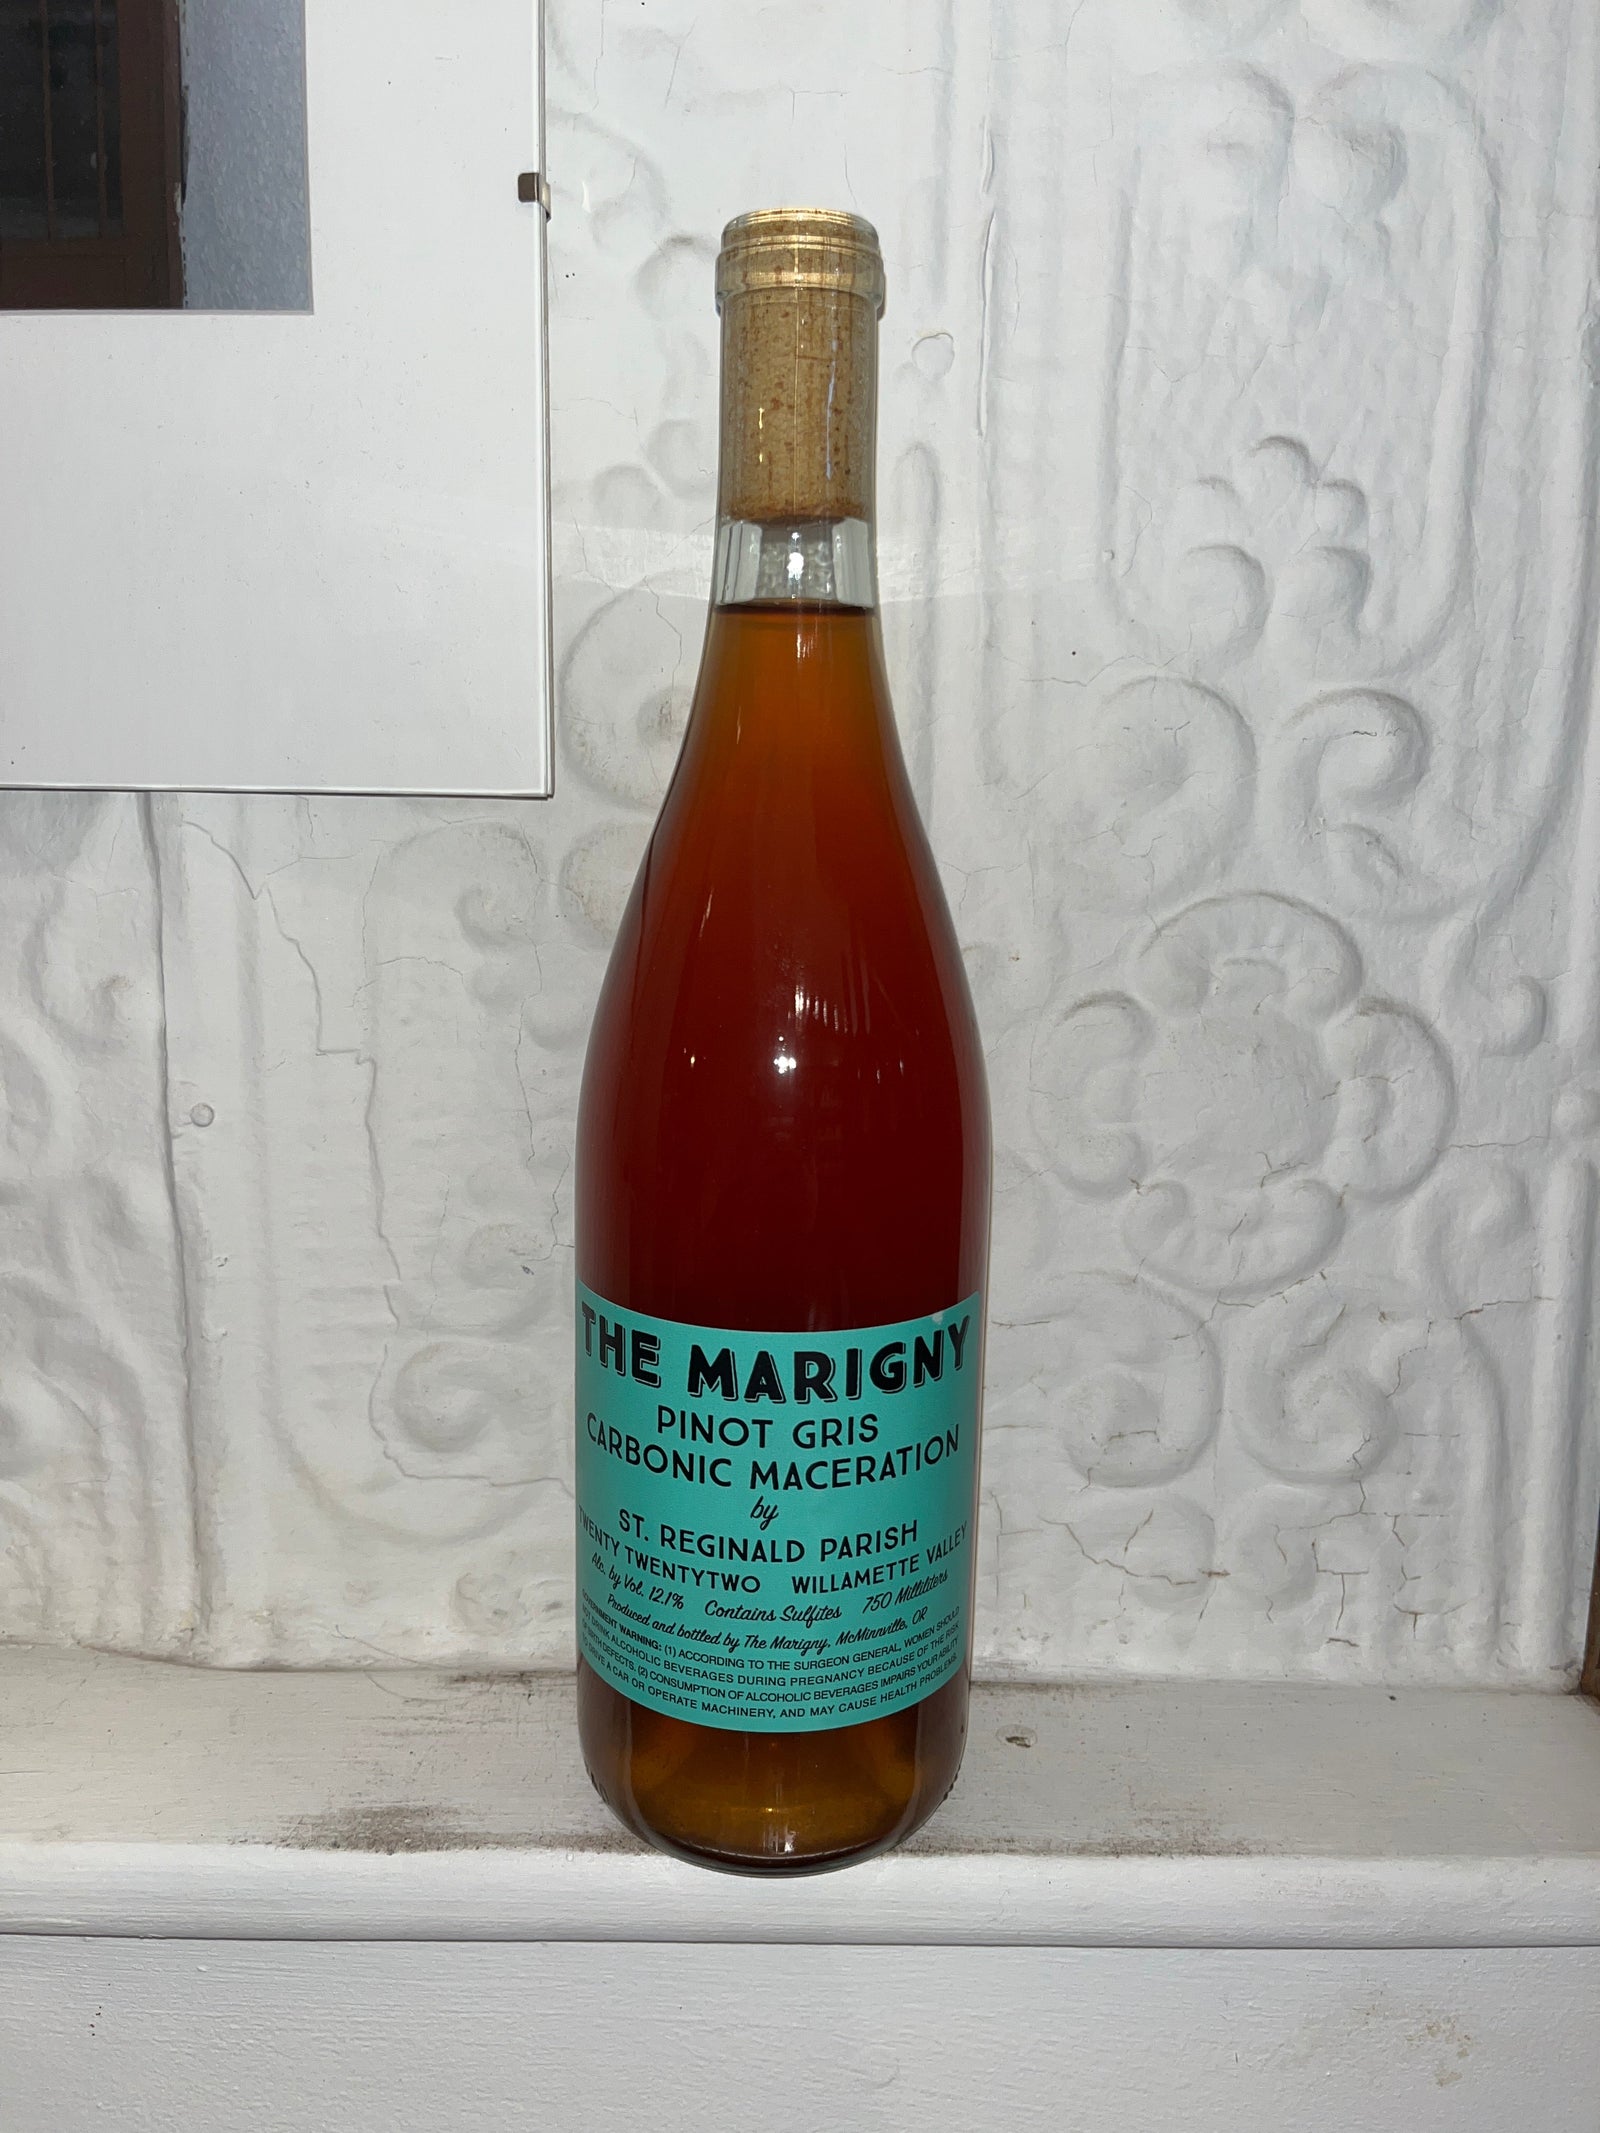 THE MARIGNY
PINOT GRIS
CARBONIC MACERATION
by
ST. REGINALD PARISH
TWENTY TWENTYTWO WILLAMETTE VALLEY
Alc. by Vol. 12.1% Contains Sulfites 750 Milliliters
Produced and bottled by The Marigny, McMinnville, OR
GOVERNMENT WARNING: (1) ACCORDING TO THE SURGEON GENERAL, WOMEN SHOULD
NOT DRINK ALCOHOLIC BEVERAGES DURING PREGNANCY BECAUSE OF THE RISK
OF BIRTH DEFECTS. (2) CONSUMPTION OF ALCOHOLIC BEVERAGES IMPAIRS YOUR ABILITY
TO DRIVE A CAR OR OPERATE MACHINERY, AND MAY CAUSE HEALTH PROBLEMS.